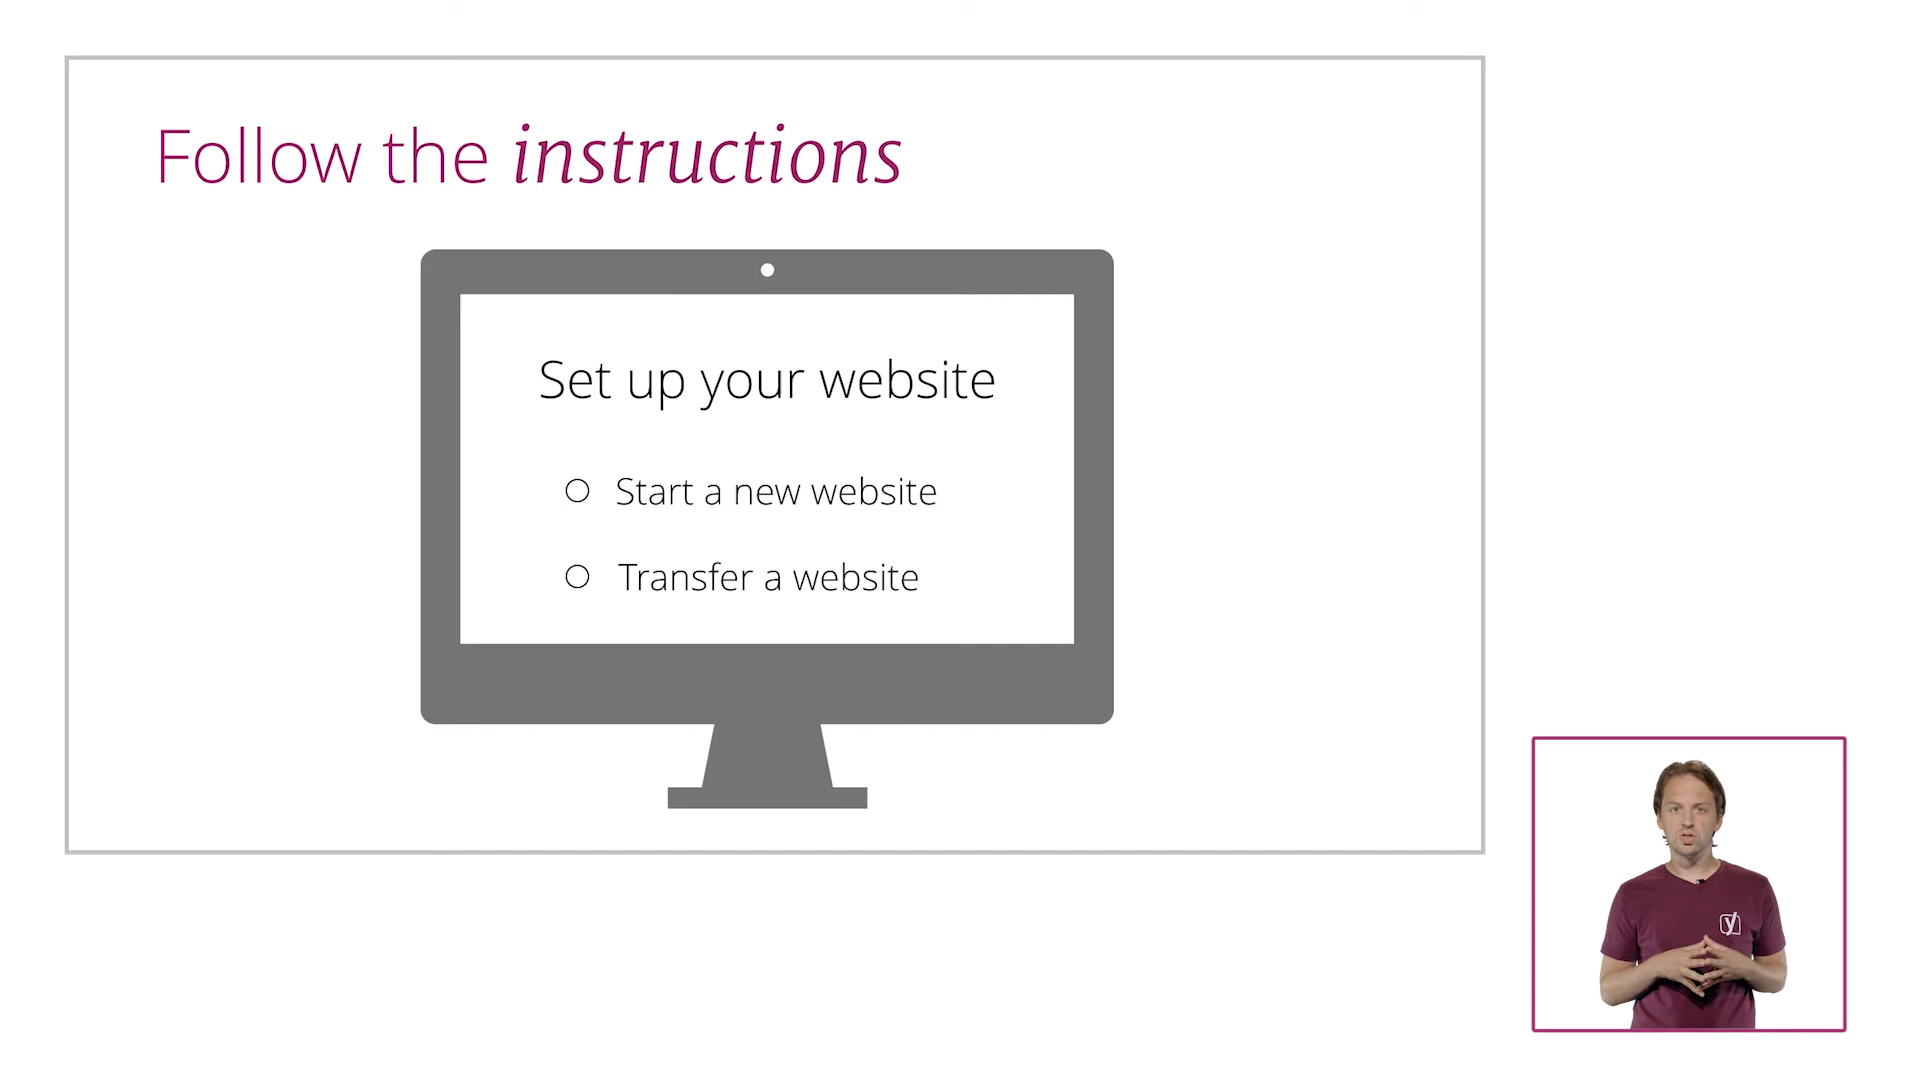 Follow the instructions
Set up your website
Start a new website
Transfer a website
y